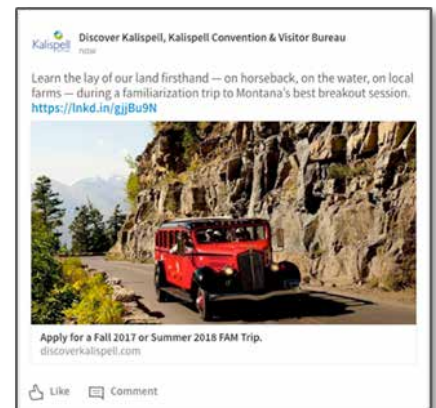 Kalispell
Discover Kalispell, Kalispell Convention & Visitor Bureau
now
Learn the lay of our land firsthand — on horseback, on the water, on local
farms — during a familiarization trip to Montana's best breakout session.
https://lnkd.in/gjjBu9N
Apply for a Fall 2017 or Summer 2018 FAM Trip.
discoverkalispell.com
Like
Comment